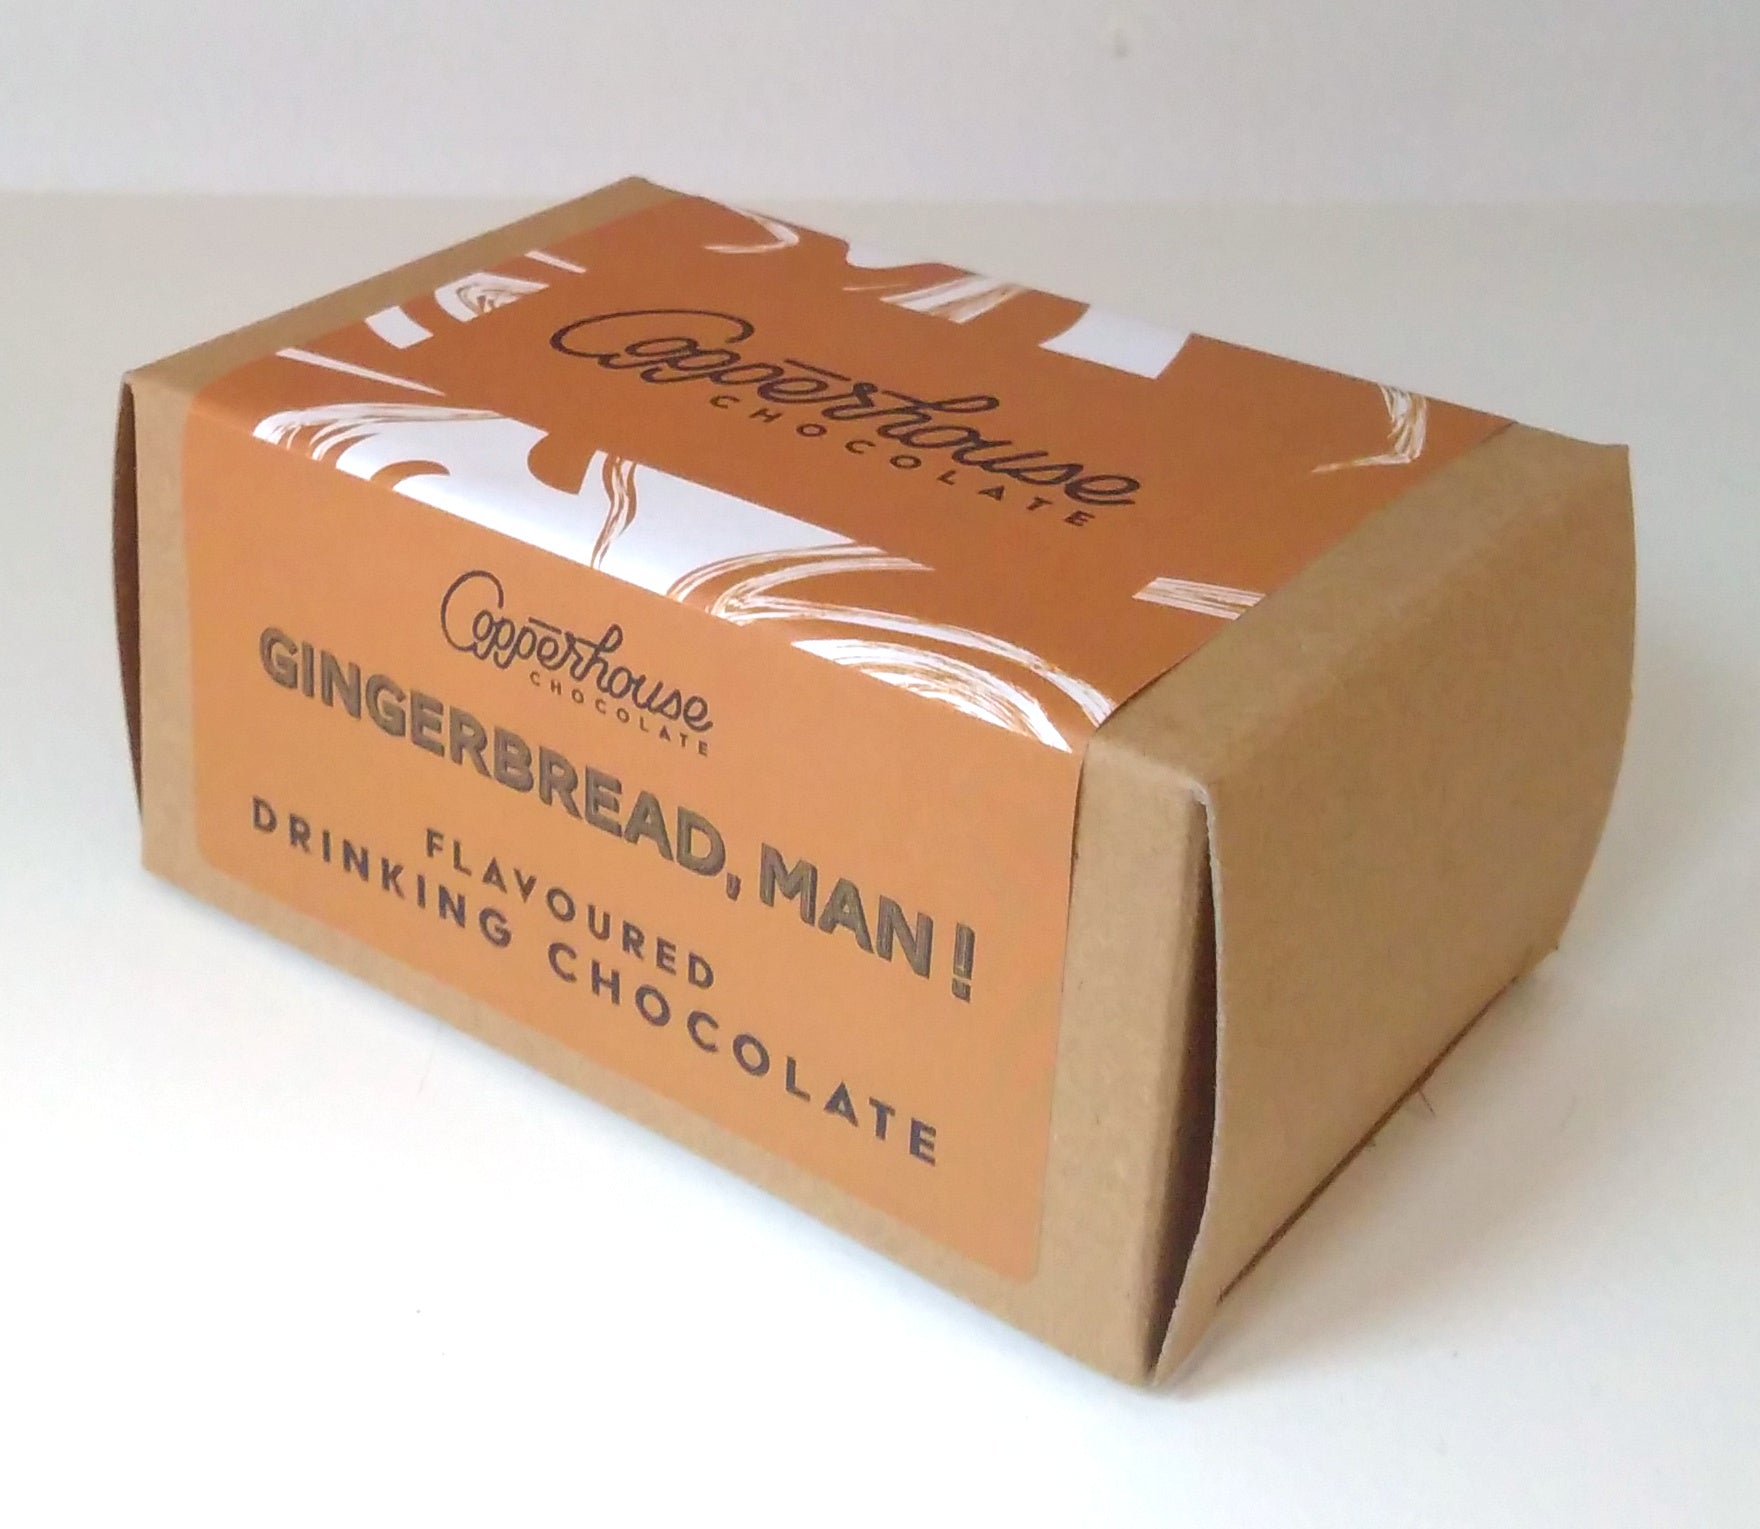 Copperhouse
CHOCOLATE
Copperhouse
CHOCOLATE
GINGERBREAD, MAN!
FLAVOURED
DRINKING CHOCOLATE